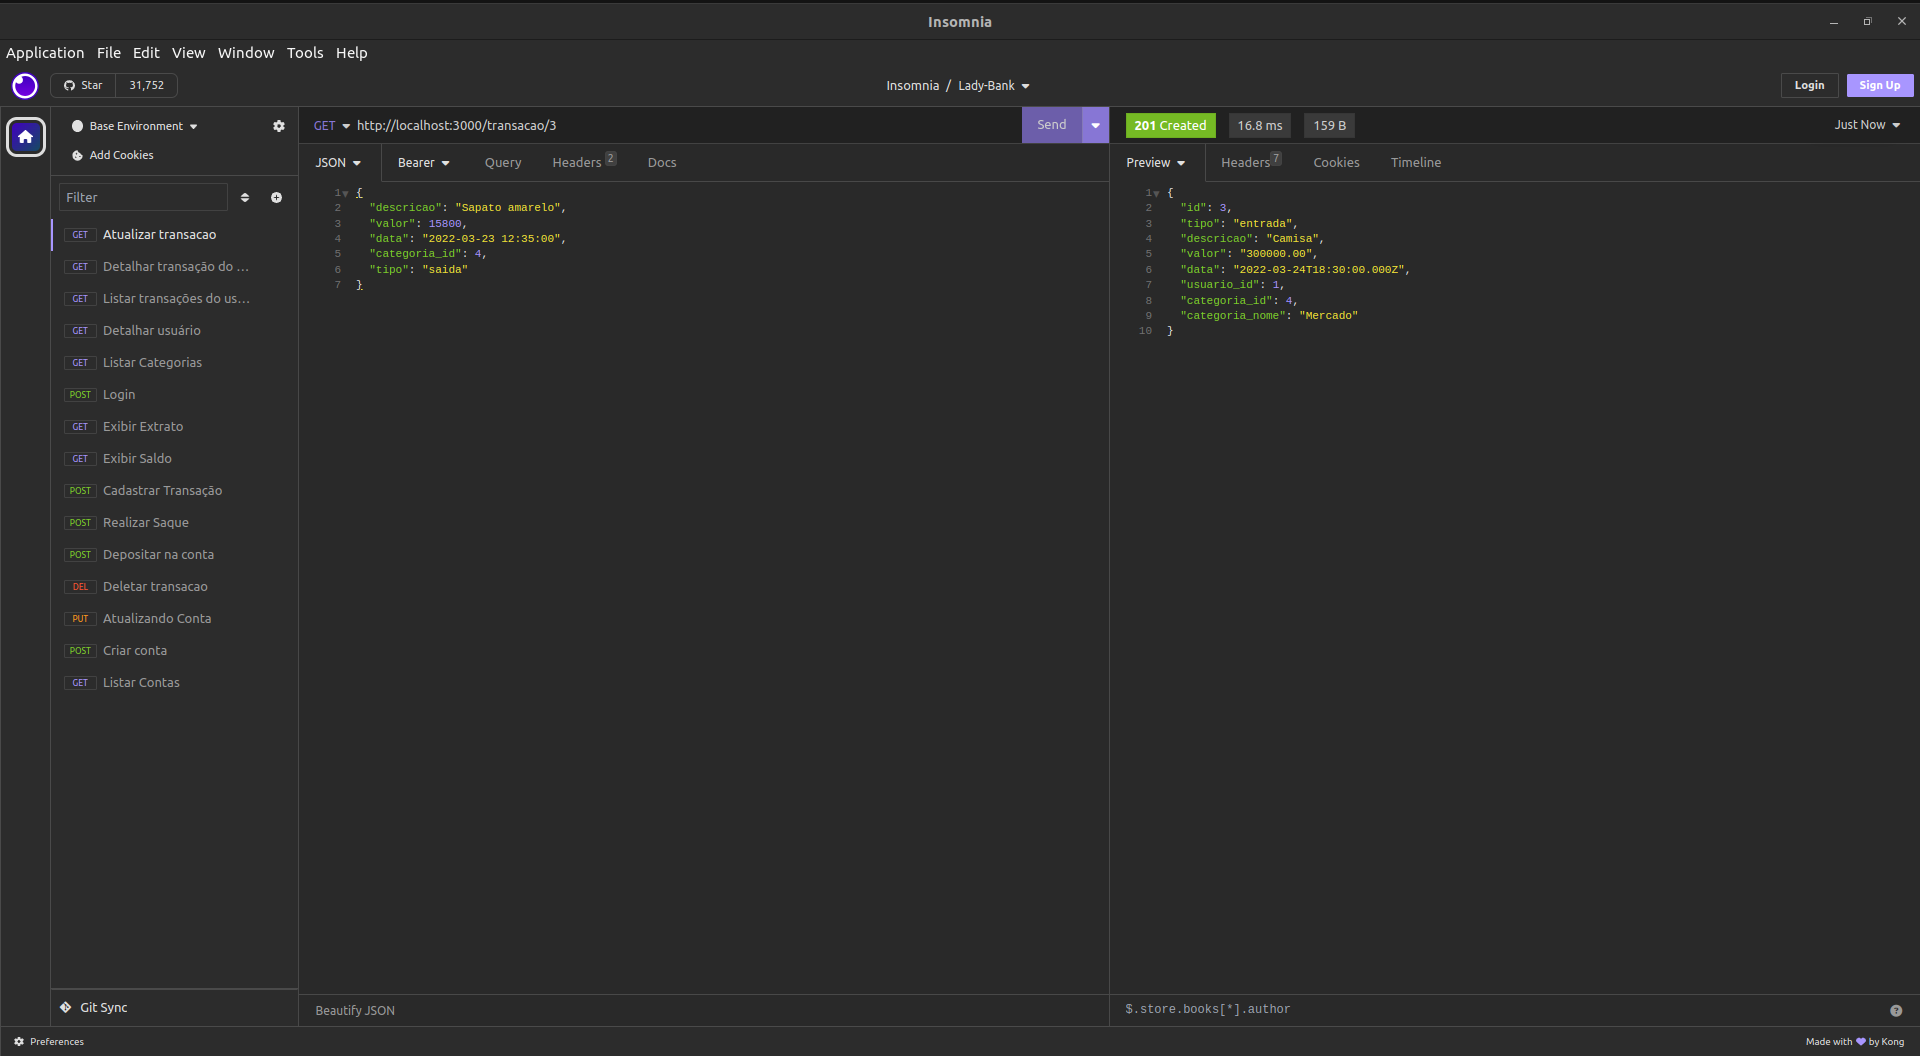 Insomnia
Application File Edit View Window Tools Help
Star 31,752
Insomnia / Lady-Bank
Login Sign Up
Base Environment
Add Cookies
Filter
GET Atualizar transacao
GET Detalhar transação do ...
GET Listar transações do us...
GET Detalhar usuário
GET Listar Categorias
POST Login
GET Exibir Extrato
GET Exibir Saldo
POST Cadastrar Transação
POST Realizar Saque
POST Depositar na conta
DEL Deletar transacao
PUT Atualizando Conta
POST Criar conta
GET Listar Contas
Git Sync
GET http://localhost:3000/transacao/3 Send
JSON Bearer Query Headers 2 Docs
1 {
2 "descricao": "Sapato amarelo",
3 "valor": 15800,
4 "data": "2022-03-23 12:35:00",
5 "categoria_id": 4,
6 "tipo": "saida"
7 }
Beautify JSON
201 Created 16.8 ms 159 B Just Now
Preview Headers 7 Cookies Timeline
1 {
2 "id": 3,
3 "tipo": "entrada",
4 "descricao": "Camisa",
5 "valor": "300000.00",
6 "data": "2022-03-24T18:30:00.000Z",
7 "usuario_id": 1,
8 "categoria_id": 4,
9 "categoria_nome": "Mercado"
10 }
$.store.books[*].author
Preferences
Made with by Kong